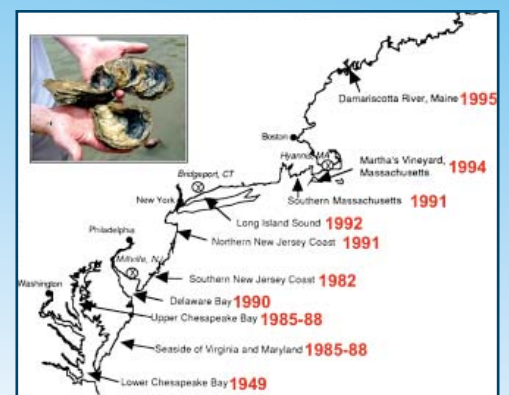 Damariscotta River, Maine 1995
Boston
Hyannis, MA
Martha's Vineyard, 1994
Massachusetts
Bridgeport, CT
X
X
Southern Massachusetts 1991
New York
Long Island Sound 1992
Philadelphia
Northern New Jersey Coast 1991
Millville, NJ
X
Southern New Jersey Coast 1982
Washington
Delaware Bay 1990
Upper Chesapeake Bay 1985-88
Seaside of Virginia and Maryland 1985-88
Lower Chesapeake Bay 1949